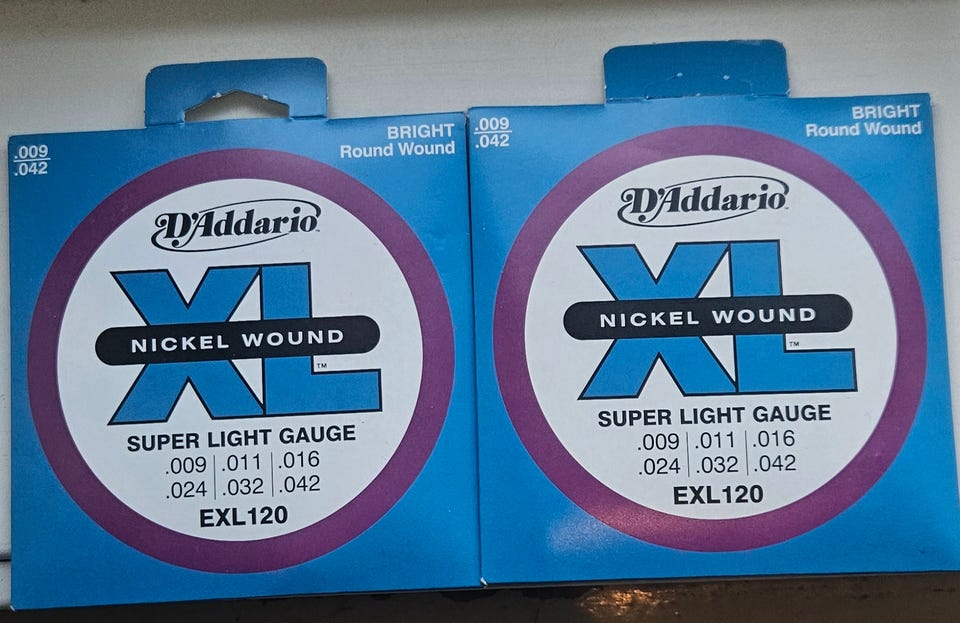 .009
.042
BRIGHT
Round Wound
D'Addario
XL
NICKEL WOUND
™
SUPER LIGHT GAUGE
.009 .011 .016
.024 .032 .042
EXL120
.009
.042
BRIGHT
Round Wound
D'Addario
XL
NICKEL WOUND
™
SUPER LIGHT GAUGE
.009 .011 .016
.024 .032 .042
EXL120